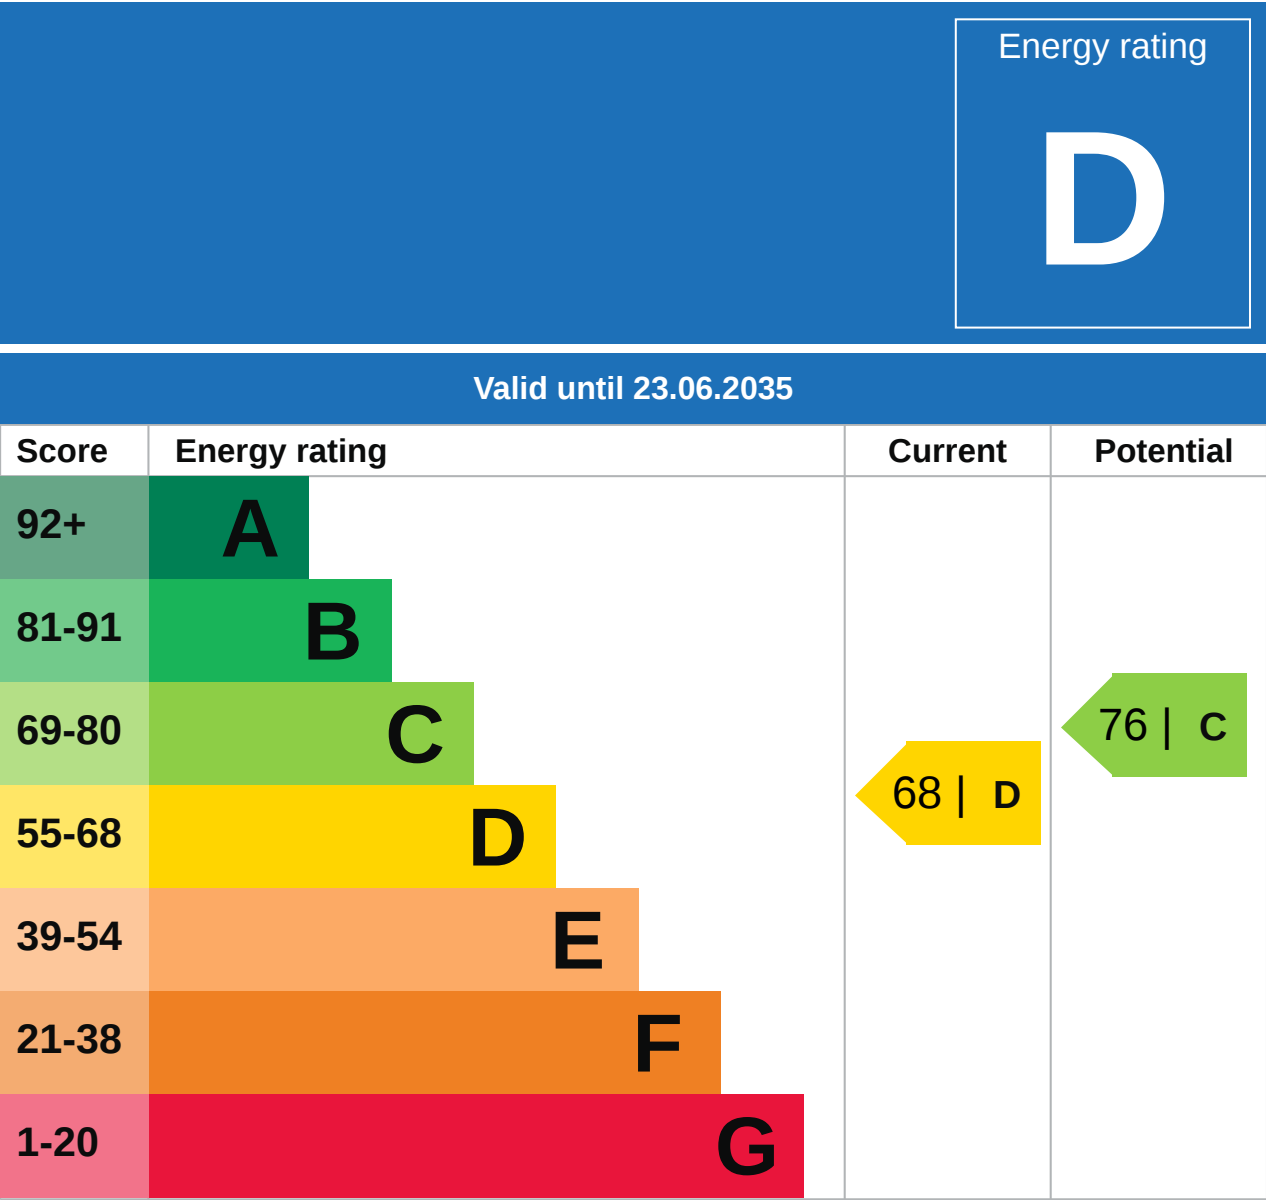 Energy rating
D
Valid until 23.06.2035
Score Energy rating Current Potential
92+ A
81-91 B
69-80 C
76 | C
68 | D
55-68 D
39-54 E
21-38 F
1-20 G